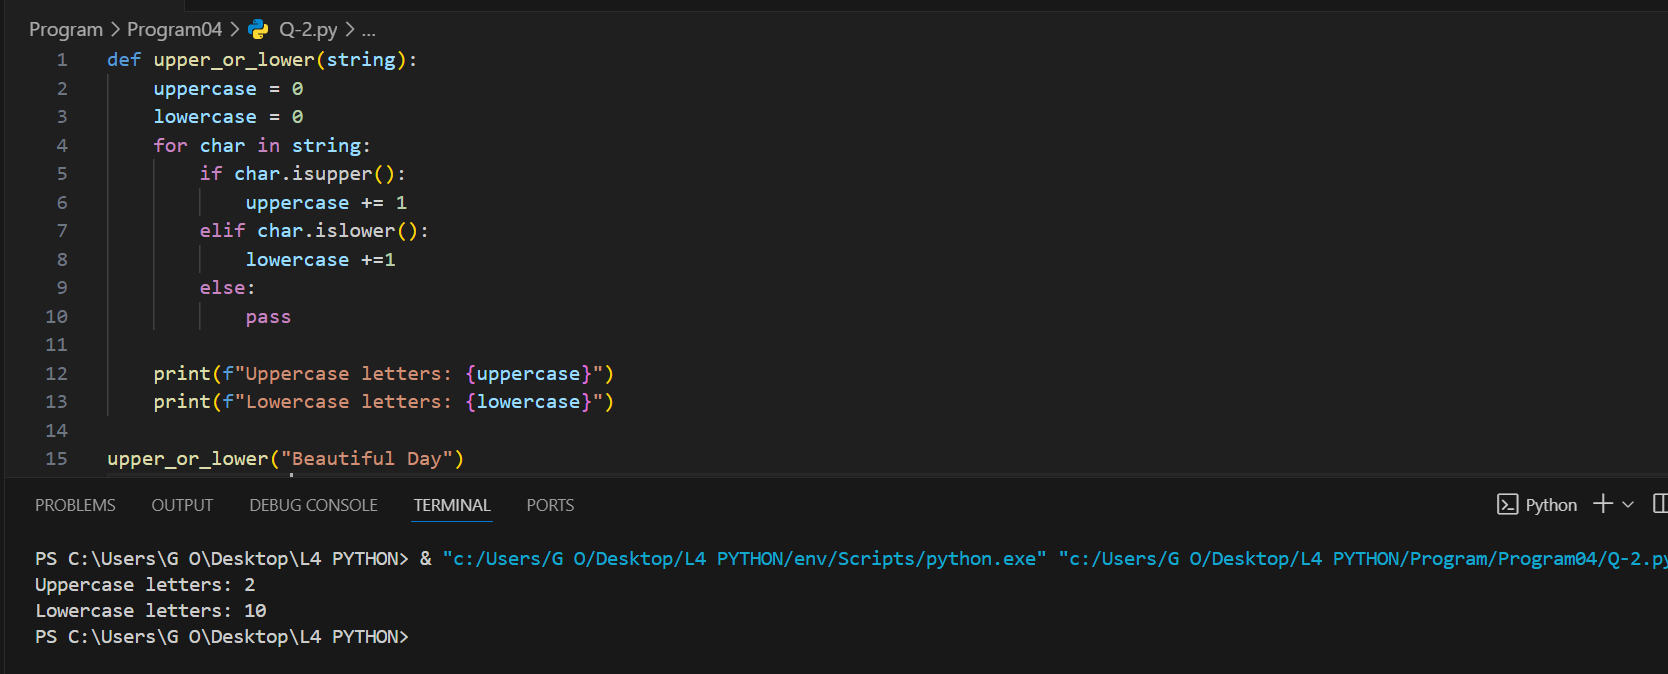 Program > Program04 > Q-2.py > ...
1 def upper_or_lower(string):
2     uppercase = 0
3     lowercase = 0
4     for char in string:
5         if char.isupper():
6             uppercase += 1
7         elif char.islower():
8             lowercase +=1
9         else:
10             pass
11
12     print(f"Uppercase letters: {uppercase}")
13     print(f"Lowercase letters: {lowercase}")
14
15 upper_or_lower("Beautiful Day")
PROBLEMS OUTPUT DEBUG CONSOLE TERMINAL PORTS Python
PS C:\Users\G O\Desktop\L4 PYTHON> & "c:/Users/G O/Desktop/L4 PYTHON/env/Scripts/python.exe" "c:/Users/G O/Desktop/L4 PYTHON/Program/Program04/Q-2.py
Uppercase letters: 2
Lowercase letters: 10
PS C:\Users\G O\Desktop\L4 PYTHON>